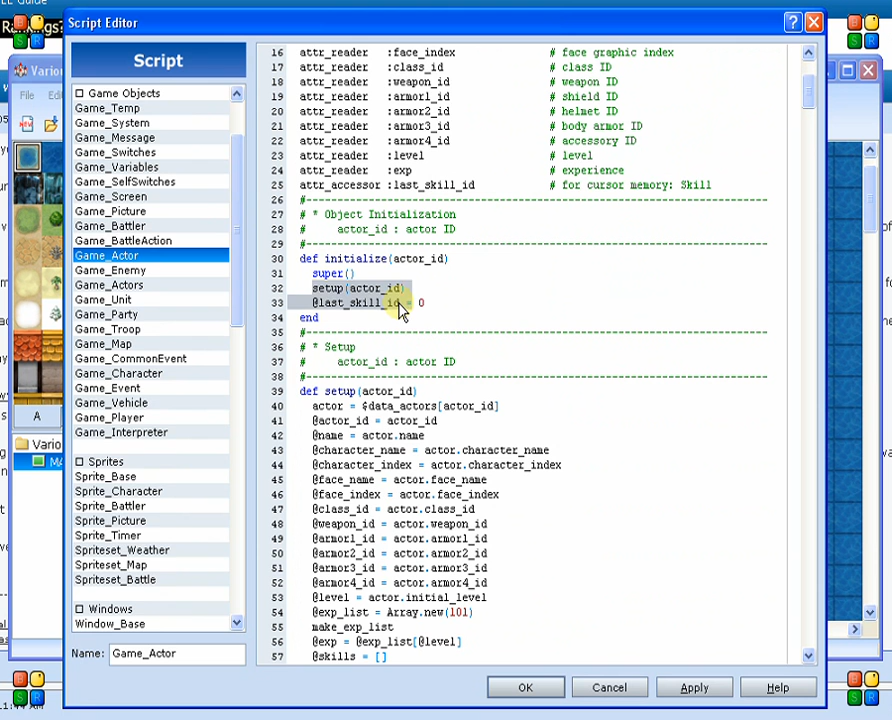 EE Guide
Rankings?
Script Editor
Script
Varion
File Ed
A
Vario
MA
Game Objects
Game_Temp
Game_System
Game_Message
Game_Switches
Game_Variables
Game_SelfSwitches
Game_Screen
Game_Picture
Game_Battler
Game_BattleAction
Game_Actor
Game_Enemy
Game_Actors
Game_Unit
Game_Party
Game_Troop
Game_Map
Game_CommonEvent
Game_Character
Game_Event
Game_Vehicle
Game_Player
Game_Interpreter
Sprites
Sprite_Base
Sprite_Character
Sprite_Battler
Sprite_Picture
Sprite_Timer
Spriteset_Weather
Spriteset_Map
Spriteset_Battle
Windows
Window_Base
Name: Game_Actor
16 attr_reader :face_index # face graphic index
17 attr_reader :class_id # class ID
18 attr_reader :weapon_id # weapon ID
19 attr_reader :armor1_id # shield ID
20 attr_reader :armor2_id # helmet ID
21 attr_reader :armor3_id # body armor ID
22 attr_reader :armor4_id # accessory ID
23 attr_reader :level # level
24 attr_reader :exp # experience
25 attr_accessor :last_skill_id # for cursor memory: Skill
26 #--------------------------------------------------------------------------
27 # * Object Initialization
28 # actor_id : actor ID
29 #--------------------------------------------------------------------------
30 def initialize(actor_id)
31 super()
32 setup(actor_id)
33 @last_skill_id = 0
34 end
35 #--------------------------------------------------------------------------
36 # * Setup
37 # actor_id : actor ID
38 #--------------------------------------------------------------------------
39 def setup(actor_id)
40 actor = $data_actors[actor_id]
41 @actor_id = actor_id
42 @name = actor.name
43 @character_name = actor.character_name
44 @character_index = actor.character_index
45 @face_name = actor.face_name
46 @face_index = actor.face_index
47 @class_id = actor.class_id
48 @weapon_id = actor.weapon_id
49 @armor1_id = actor.armor1_id
50 @armor2_id = actor.armor2_id
51 @armor3_id = actor.armor3_id
52 @armor4_id = actor.armor4_id
53 @level = actor.initial_level
54 @exp_list = Array.new(101)
55 make_exp_list
56 @exp = @exp_list[@level]
57 @skills = []
OK Cancel Apply Help